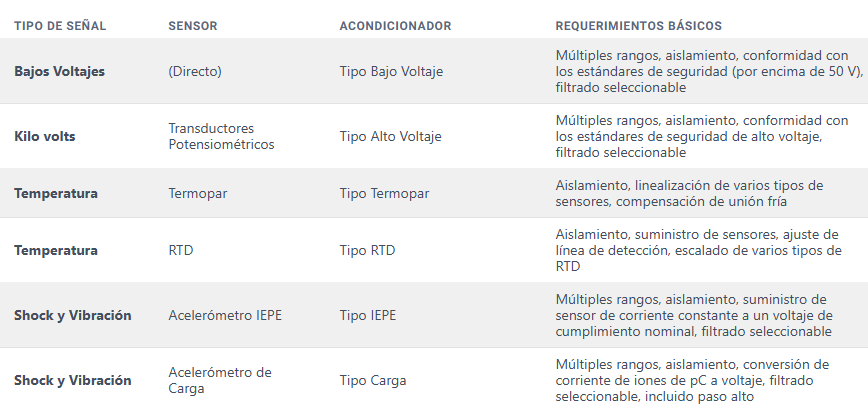 TIPO DE SEÑAL SENSOR ACONDICIONADOR REQUERIMIENTOS BÁSICOS
Bajos Voltajes (Directo) Tipo Bajo Voltaje Múltiples rangos, aislamiento, conformidad con
los estándares de seguridad (por encima de 50 V),
filtrado seleccionable
Kilo volts Transductores
Potensiométricos Tipo Alto Voltaje Múltiples rangos, aislamiento, conformidad con
los estándares de seguridad de alto voltaje,
filtrado seleccionable
Temperatura Termopar Tipo Termopar Aislamiento, linealización de varios tipos de
sensores, compensación de unión fría
Temperatura RTD Tipo RTD Aislamiento, suministro de sensores, ajuste de
línea de detección, escalado de varios tipos de
RTD
Shock y Vibración Acelerómetro IEPE Tipo IEPE Múltiples rangos, aislamiento, suministro de
sensor de corriente constante a un voltaje de
cumplimiento nominal, filtrado seleccionable
Shock y Vibración Acelerómetro de
Carga Tipo Carga Múltiples rangos, aislamiento, conversión de
corriente de iones de pC a voltaje, filtrado
seleccionable, incluido paso alto